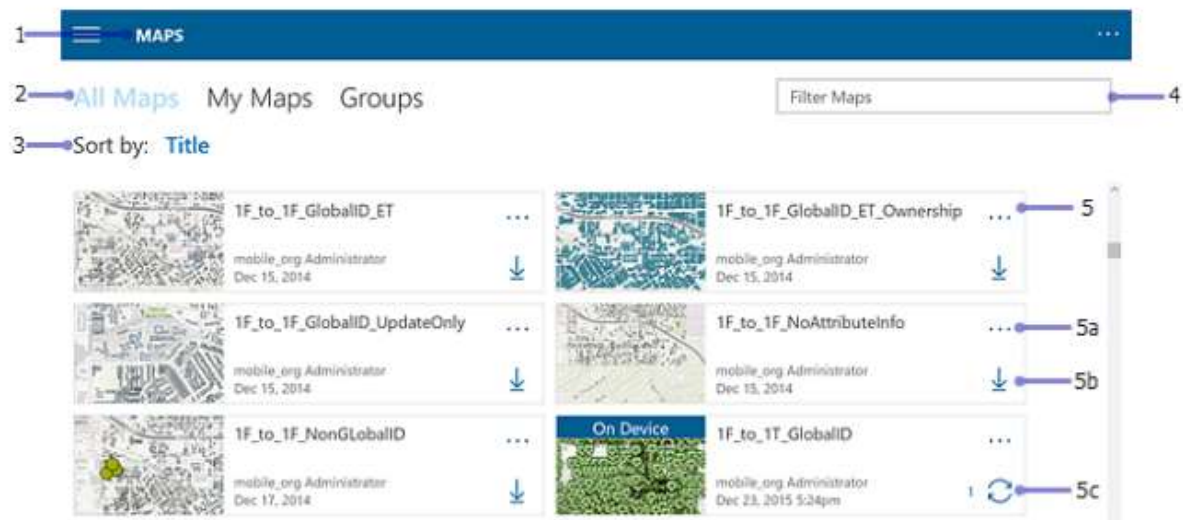 1 MAPS ...
2 All Maps My Maps Groups Filter Maps 4
3 Sort by: Title
1F_to_1F_GlobalID_ET ... 1F_to_1F_GlobalID_ET_Ownership ... 5
mobile_org Administrator mobile_org Administrator
Dec 15, 2014 Dec 15, 2014
1F_to_1F_GlobalID_UpdateOnly ... 1F_to_1F_NoAttributeInfo ... 5a
mobile_org Administrator mobile_org Administrator 5b
Dec 15, 2014 Dec 15, 2014
1F_to_1F_NonGLobalID ... On Device 1F_to_1T_GlobalID ...
mobile_org Administrator mobile_org Administrator 1 5c
Dec 17, 2014 Dec 23, 2015 5:24pm